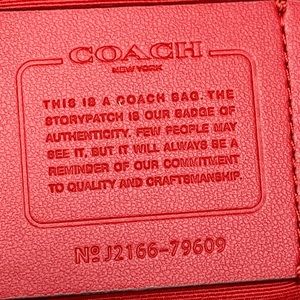 COACH
NEW YORK
THIS IS A COACH BAG. THE
STORYPATCH IS OUR BADGE OF
AUTHENTICITY. FEW PEOPLE MAY
SEE IT, BUT IT WILL ALWAYS BE A
REMINDER OF OUR COMMITMENT
TO QUALITY AND CRAFTSMANSHIP.
Nº J2166-79609